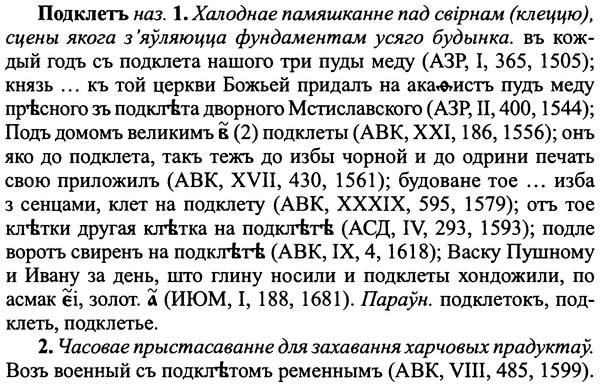 Подклетъ наз. 1. Халоднае памяшканне пад свірнам (клеццю),
сцены якога з’яўляюцца фундаментам усяго будынка. въ кож-
дый годъ съ подклета нашого три пуды меду (АЗР, I, 365, 1505);
князь ... къ той церкви Божьей придалъ на акаѳистъ пудъ меду
прѣсного зъ подклѣта дворного Мстиславского (АЗР, II, 400, 1544);
Подъ домомъ великимъ в҃ (2) подклеты (АВК, XXI, 186, 1556); онъ
яко до подклета, такъ тежъ до избы чорной и до одрини печать
свою приложилъ (АВК, XVII, 430, 1561); будоване тое ... изба
з сенцами, клет на подклету (АВК, XXXIX, 595, 1579); отъ тое
клѣтки другая клѣтка на подклѣтѣ (АСД, IV, 293, 1593); подле
воротъ свиренъ на подклѣтѣ (АВК, IX, 4, 1618); Васку Пушному
и Ивану за день, што глину носили и подклеты хондожили, по
асмак є҃і, золот. а҃ (ИЮМ, I, 188, 1681). Параўн. подклетокъ, под-
клеть, подклетье.
2. Часовае прыстасаванне для захавання харчовых прадуктаў.
Возъ военный съ подклѣтомъ ременнымъ (АВК, VIII, 485, 1599).